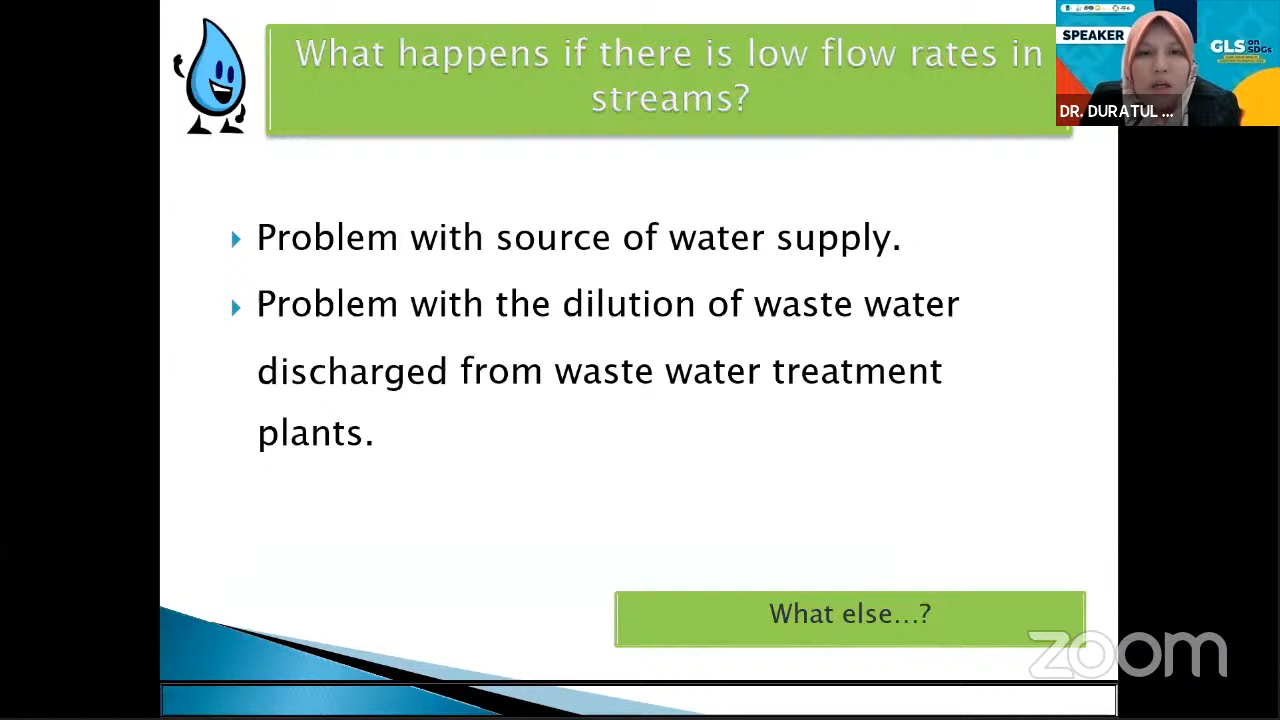 What happens if there is low flow rates in
streams?
SPEAKER
GLS on
SDGs
DR. DURATUL ...
Problem with source of water supply.
Problem with the dilution of waste water
discharged from waste water treatment
plants.
What else...?
zoom